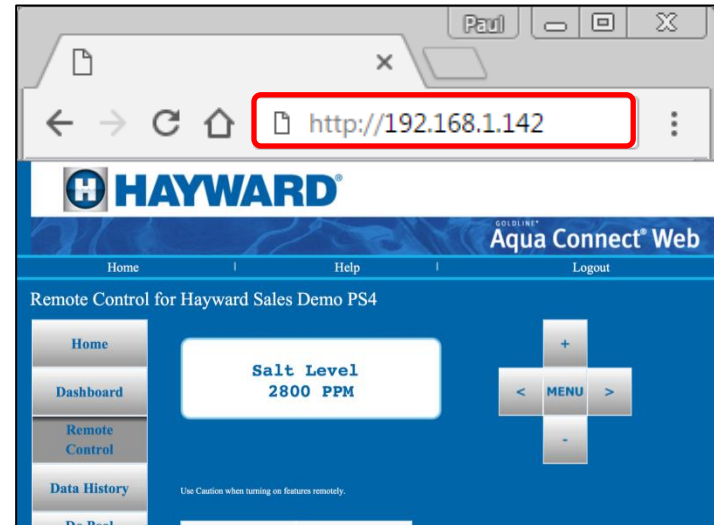 Paul
http://192.168.1.142
H HAYWARD®
GOLDLINE®
Aqua Connect® Web
Home | Help | Logout
Remote Control for Hayward Sales Demo PS4
Home
Dashboard
Remote
Control
Data History
Salt Level
2800 PPM
+
< MENU >
-
Use Caution when turning on features remotely.